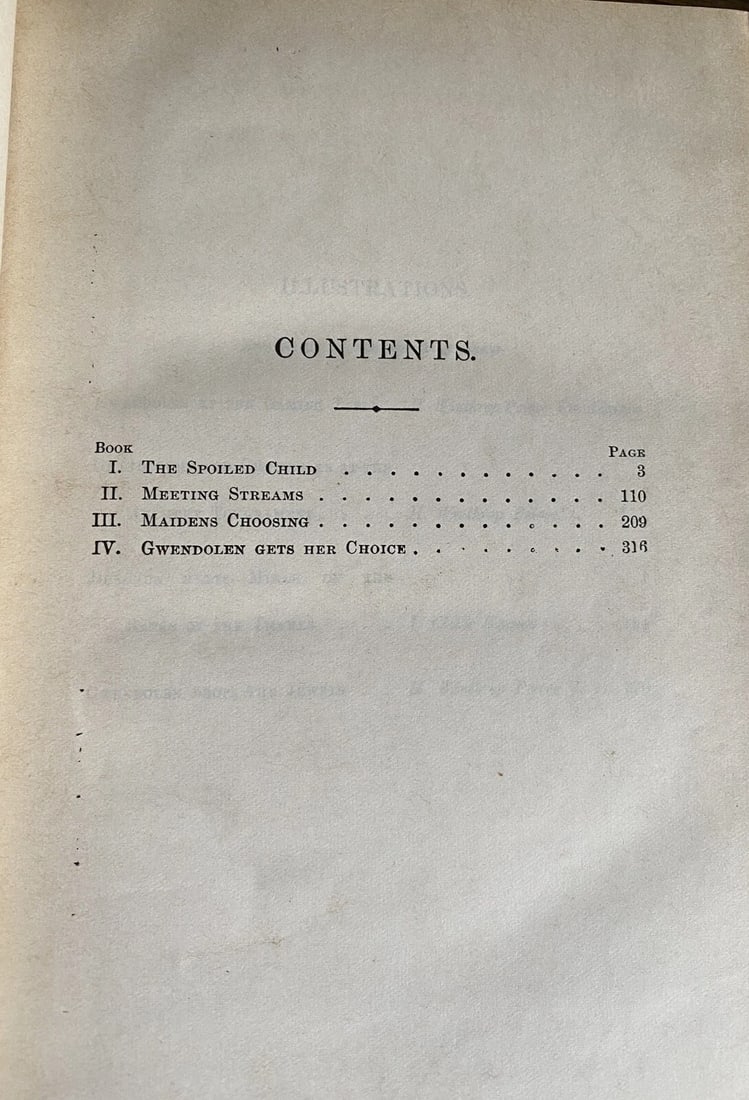 CONTENTS.
BOOK PAGE
I. THE SPOILED CHILD . . . . . . . . . . . . 3
II. MEETING STREAMS . . . . . . . . . . . . . 110
III. MAIDENS CHOOSING . . . . . . . . . . . . . 209
IV. GWENDOLEN GETS HER CHOICE . . . . . . . . . 316
ILLUSTRATIONS